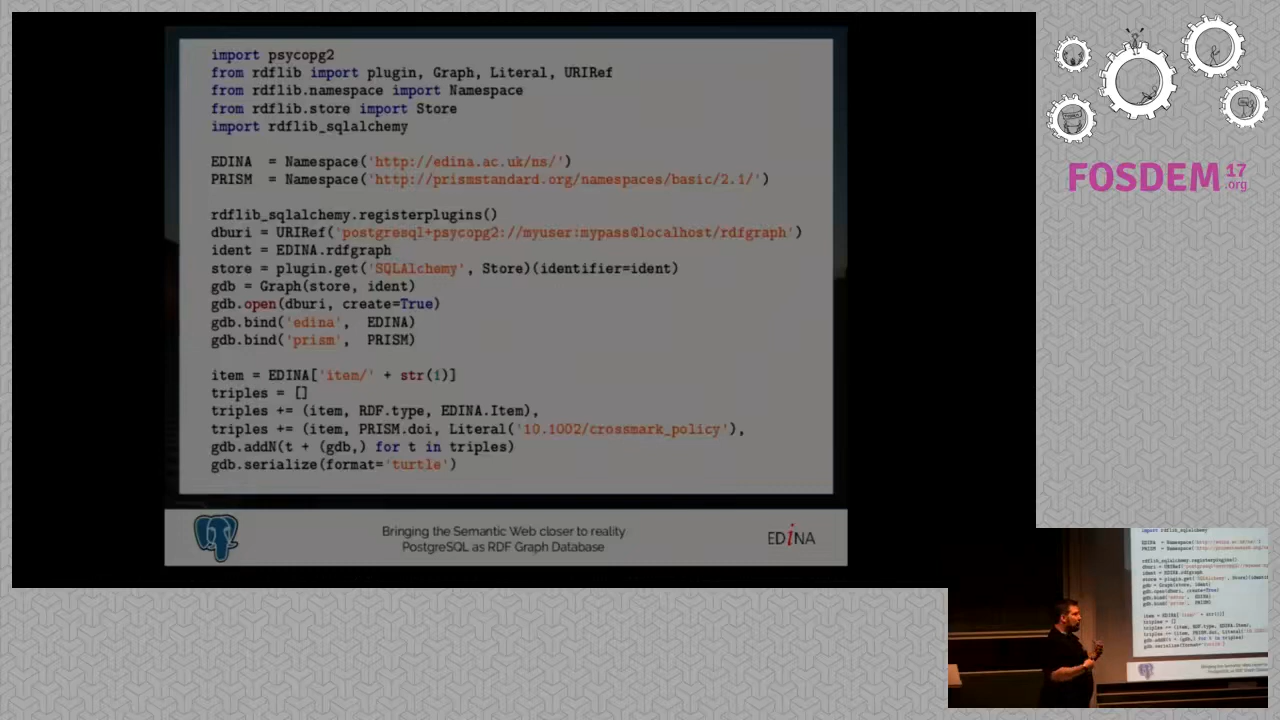 import psycopg2
from rdflib import plugin, Graph, Literal, URIRef
from rdflib.namespace import Namespace
from rdflib.store import Store
import rdflib_sqlalchemy
EDINA = Namespace('http://edina.ac.uk/ns/')
PRISM = Namespace('http://prismstandard.org/namespaces/basic/2.1/')
rdflib_sqlalchemy.registerplugins()
dburi = URIRef('postgresql+psycopg2://myuser:mypass@localhost/rdfgraph')
ident = EDINA.rdfgraph
store = plugin.get('SQLAlchemy', Store)(identifier=ident)
gdb = Graph(store, ident)
gdb.open(dburi, create=True)
gdb.bind('edina', EDINA)
gdb.bind('prism', PRISM)
item = EDINA['item/' + str(1)]
triples = []
triples += (item, RDF.type, EDINA.Item),
triples += (item, PRISM.doi, Literal('10.1002/crossmark_policy'),
gdb.addN(t + (gdb,) for t in triples)
gdb.serialize(format='turtle')
Bringing the Semantic Web closer to reality
PostgreSQL as RDF Graph Database
EDINA
FOSDEM 17
.org